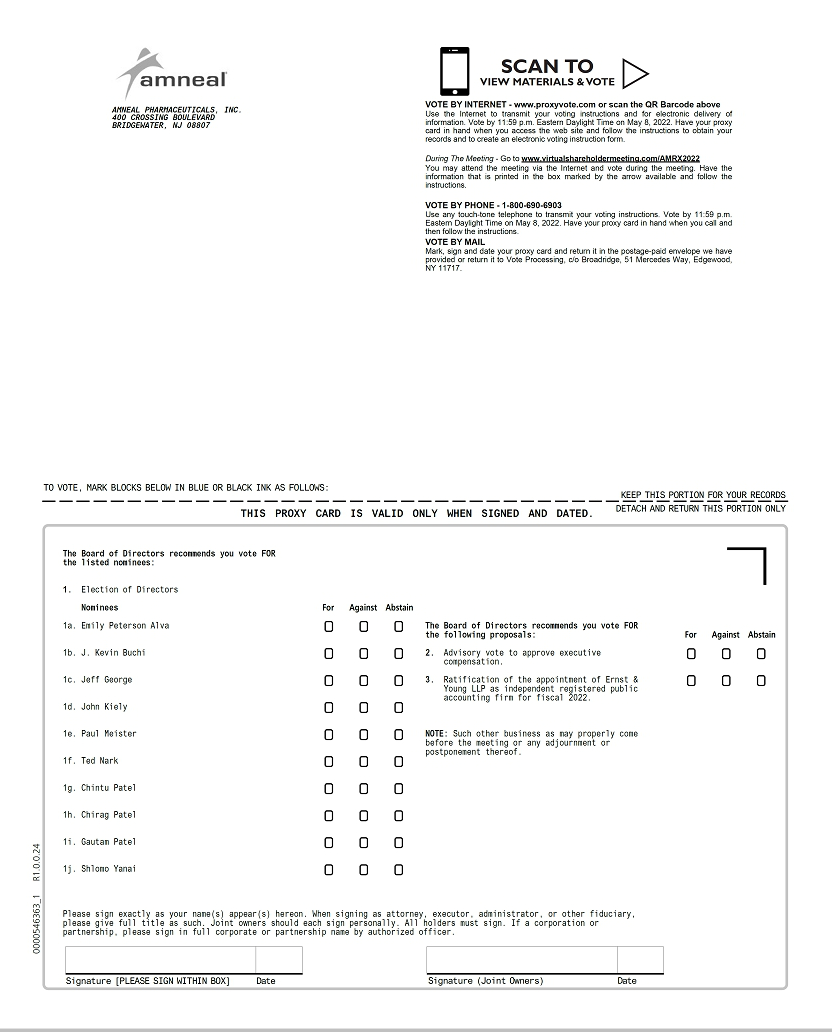 amneal
AMNEAL PHARMACEUTICALS, INC.
400 CROSSING BOULEVARD
BRIDGEWATER, NJ 08807
SCAN TO
VIEW MATERIALS & VOTE
VOTE BY INTERNET - www.proxyvote.com or scan the QR Barcode above
Use the Internet to transmit your voting instructions and for electronic delivery of
information. Vote by 11:59 p.m. Eastern Daylight Time on May 8, 2022. Have your proxy
card in hand when you access the web site and follow the instructions to obtain your
records and to create an electronic voting instruction form.
During The Meeting - Go to www.virtualshareholdermeeting.com/AMRX2022
You may attend the meeting via the Internet and vote during the meeting. Have the
information that is printed in the box marked by the arrow available and follow the
instructions.
VOTE BY PHONE - 1-800-690-6903
Use any touch-tone telephone to transmit your voting instructions. Vote by 11:59 p.m.
Eastern Daylight Time on May 8, 2022. Have your proxy card in hand when you call and
then follow the instructions.
VOTE BY MAIL
Mark, sign and date your proxy card and return it in the postage-paid envelope we have
provided or return it to Vote Processing, c/o Broadridge, 51 Mercedes Way, Edgewood,
NY 11717.
TO VOTE, MARK BLOCKS BELOW IN BLUE OR BLACK INK AS FOLLOWS:
KEEP THIS PORTION FOR YOUR RECORDS
DETACH AND RETURN THIS PORTION ONLY
THIS PROXY CARD IS VALID ONLY WHEN SIGNED AND DATED.
The Board of Directors recommends you vote FOR
the listed nominees:
1. Election of Directors
Nominees For Against Abstain
1a. Emily Peterson Alva
1b. J. Kevin Buchi
1c. Jeff George
1d. John Kiely
1e. Paul Meister
1f. Ted Nark
1g. Chintu Patel
1h. Chirag Patel
1i. Gautam Patel
1j. Shlomo Yanai
The Board of Directors recommends you vote FOR
the following proposals:
For Against Abstain
2. Advisory vote to approve executive
compensation.
3. Ratification of the appointment of Ernst &
Young LLP as independent registered public
accounting firm for fiscal 2022.
NOTE: Such other business as may properly come
before the meeting or any adjournment or
postponement thereof.
Please sign exactly as your name(s) appear(s) hereon. When signing as attorney, executor, administrator, or other fiduciary,
please give full title as such. Joint owners should each sign personally. All holders must sign. If a corporation or
partnership, please sign in full corporate or partnership name by authorized officer.
Signature [PLEASE SIGN WITHIN BOX] Date
Signature (Joint Owners) Date
0000546363_1 R1.0.0.24